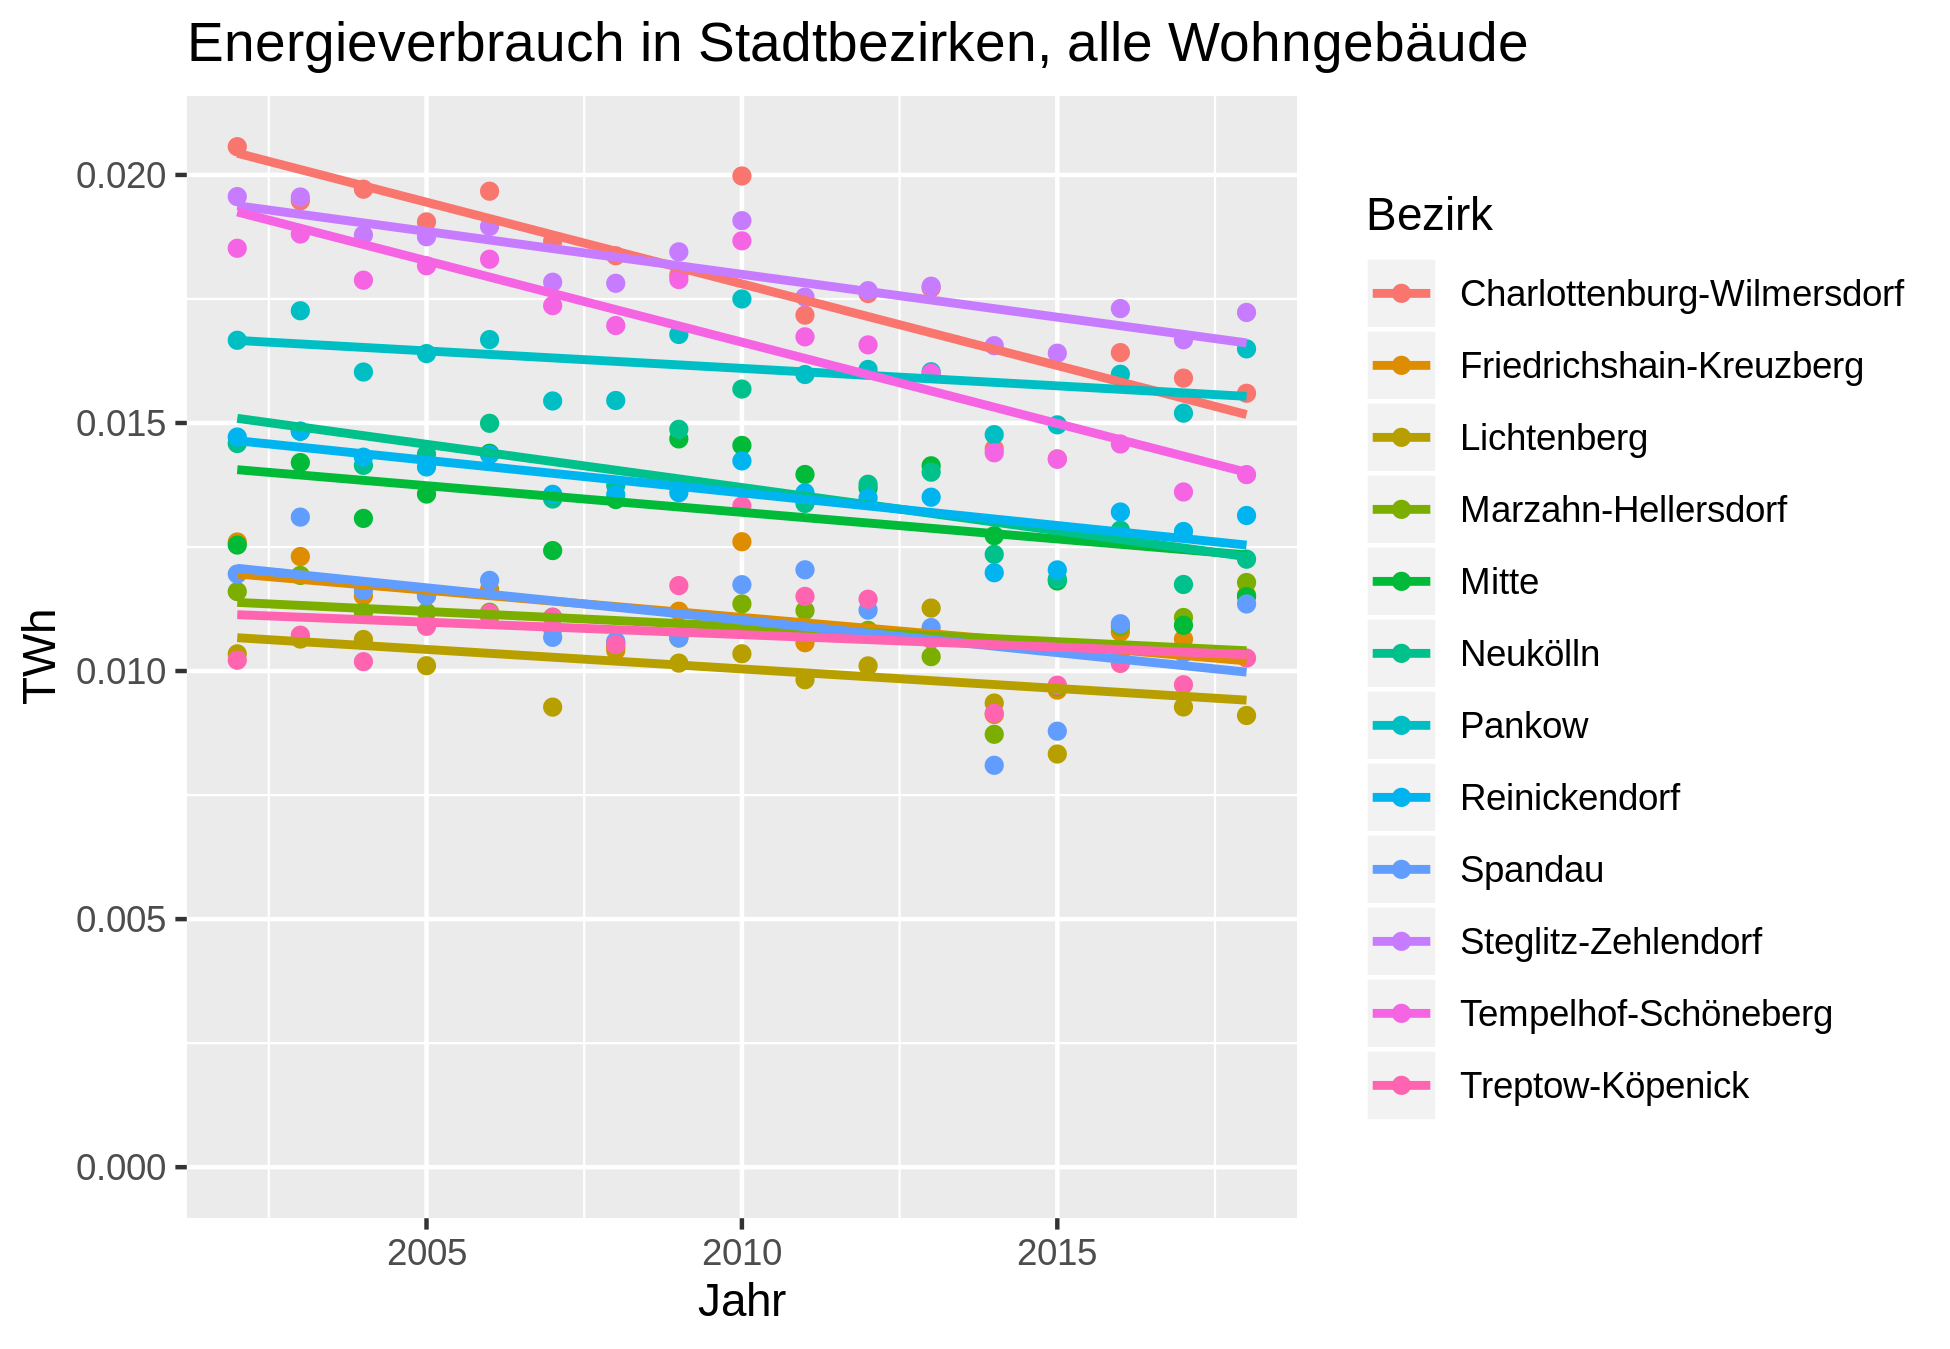 Energieverbrauch in Stadtbezirken, alle Wohngebäude
TWh
0.020
0.015
0.010
0.005
0.000
2005 2010 2015
Jahr
Bezirk
Charlottenburg-Wilmersdorf
Friedrichshain-Kreuzberg
Lichtenberg
Marzahn-Hellersdorf
Mitte
Neukölln
Pankow
Reinickendorf
Spandau
Steglitz-Zehlendorf
Tempelhof-Schöneberg
Treptow-Köpenick